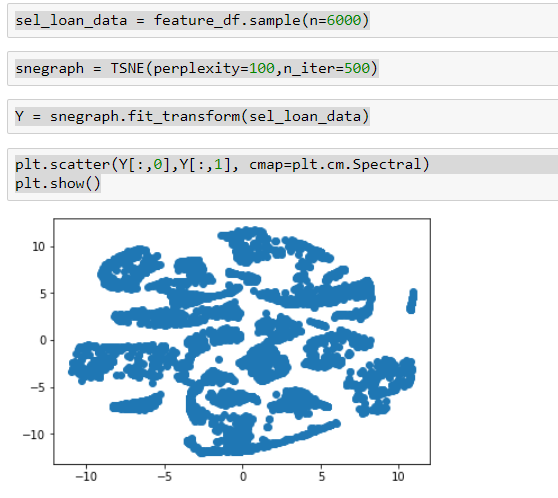 sel_loan_data = feature_df.sample(n=6000)
snegraph = TSNE(perplexity=100,n_iter=500)
Y = snegraph.fit_transform(sel_loan_data)
plt.scatter(Y[:,0],Y[:,1], cmap=plt.cm.Spectral)
plt.show()
10
5
0
−5
−10
−10 −5 0 5 10